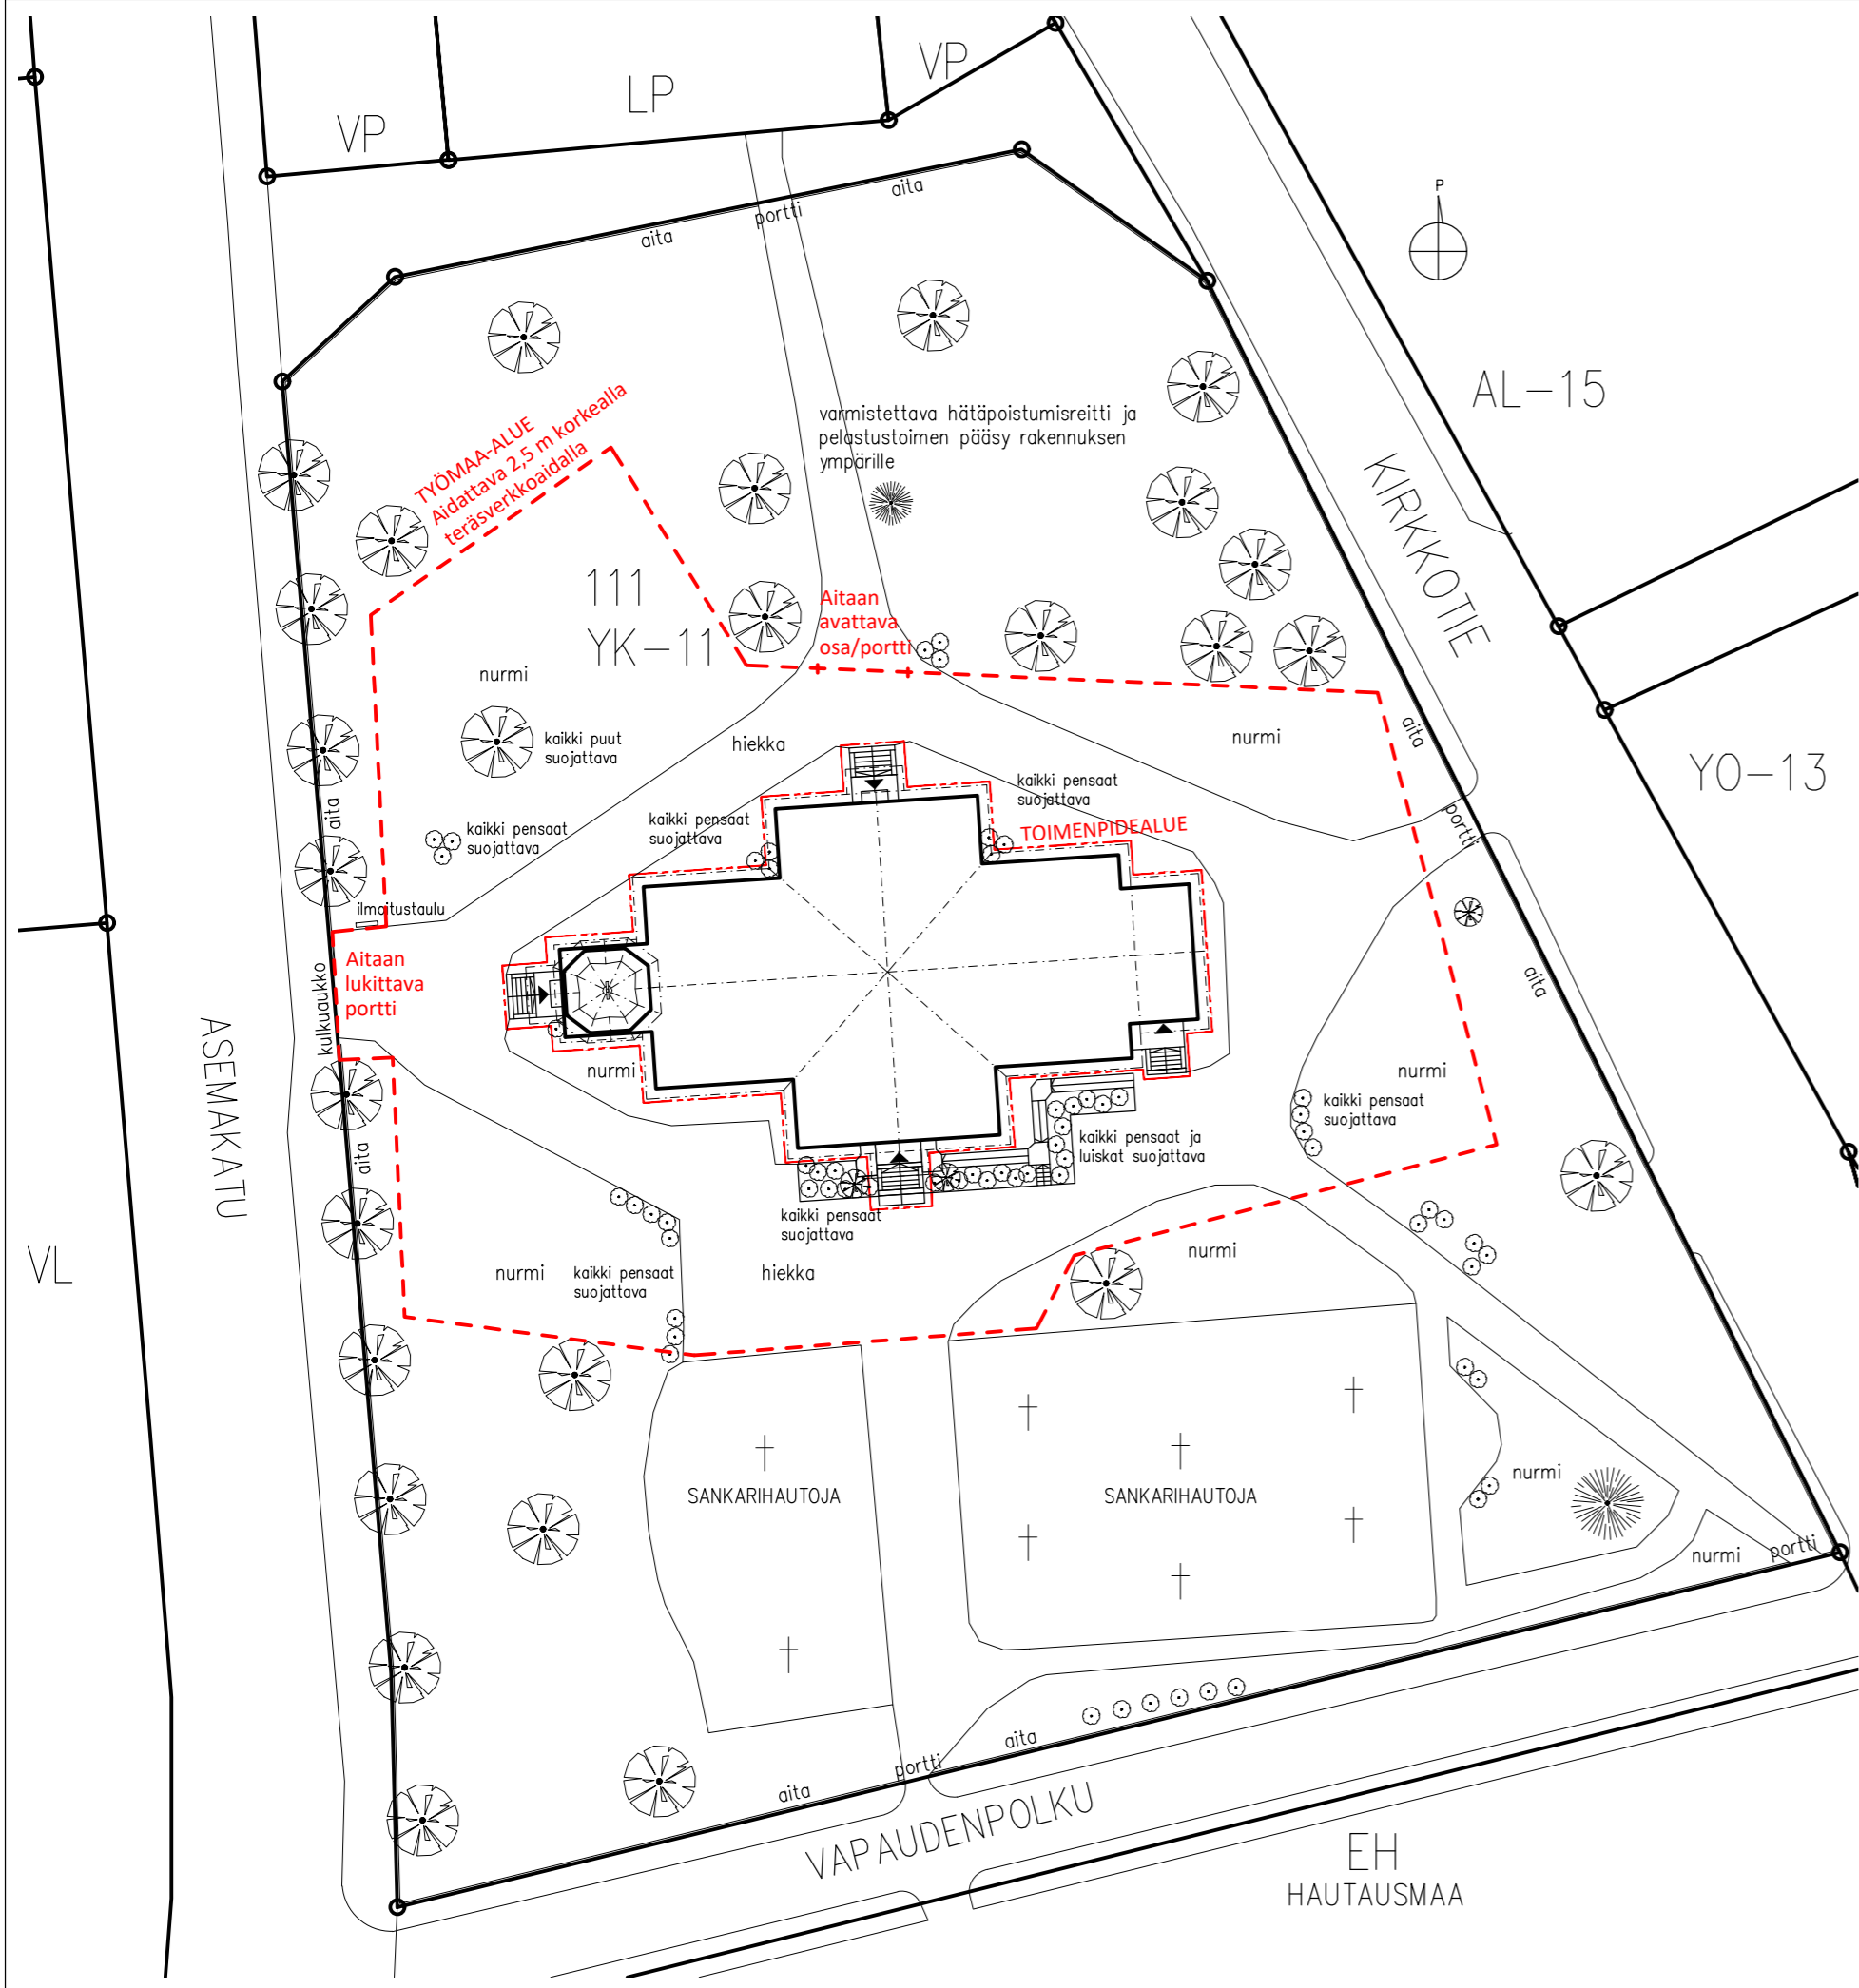 VP
LP
VP
aita
portti
aita
P
AL-15
TYÖMAA-ALUE
Aidattava 2,5 m korkealla
teräsverkkoaidalla
varmistettava hätäpoistumisreitti ja
pelastustoimen pääsy rakennuksen
ympärille
KIRKKOTIE
111
YK-11
Aitaan
avattava
osa/portti
nurmi
kaikki puut
suojattava
hiekka
nurmi
aita
YO-13
kaikki pensaat
suojattava
kaikki pensaat
suojattava
TOIMENPIDEALUE
portti
aita
kaikki pensaat
suojattava
ilmoitustaulu
Aitaan
lukittava
portti
kulkuaukko
aita
ASEMAKATU
nurmi
nurmi
kaikki pensaat
suojattava
kaikki pensaat ja
luiskat suojattava
aita
kaikki pensaat
suojattava
VL
nurmi
kaikki pensaat
suojattava
hiekka
nurmi
SANKARIHAUTOJA
SANKARIHAUTOJA
nurmi
nurmi
portti
aita
portti
aita
VAPAUDENPOLKU
EH
HAUTAUSMAA